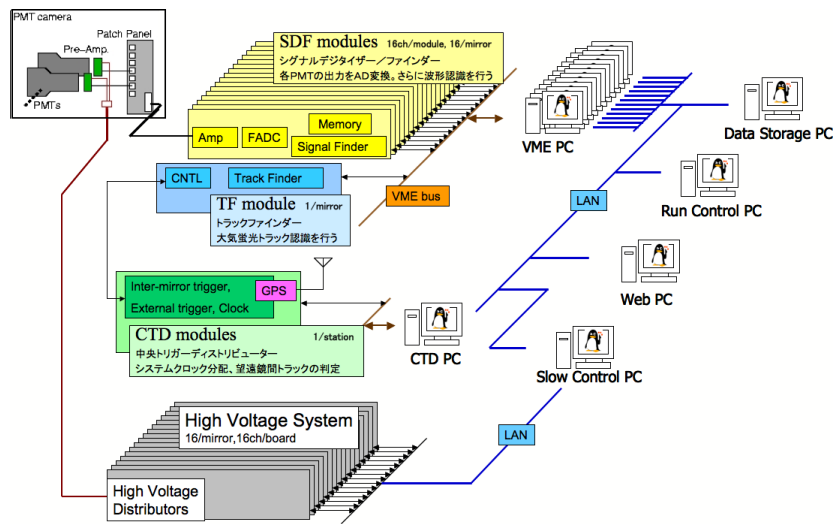 PMT camera
Patch Panel
Pre-Amp.
PMTs
SDF modules 16ch/module, 16/mirror
シグナルデジタイザー／ファインダー
各PMTの出力をAD変換。さらに波形認識を行う
Amp
FADC
Memory
Signal Finder
VME PC
Data Storage PC
CNTL
Track Finder
VME bus
TF module 1/mirror
トラックファインダー
大気蛍光トラック認識を行う
LAN
Run Control PC
Inter-mirror trigger,
External trigger, Clock
GPS
Web PC
CTD modules 1/station
中央トリガーディストリビューター
システムクロック分配、望遠鏡間トラックの判定
CTD PC
Slow Control PC
High Voltage System
16/mirror,16ch/board
LAN
High Voltage
Distributors